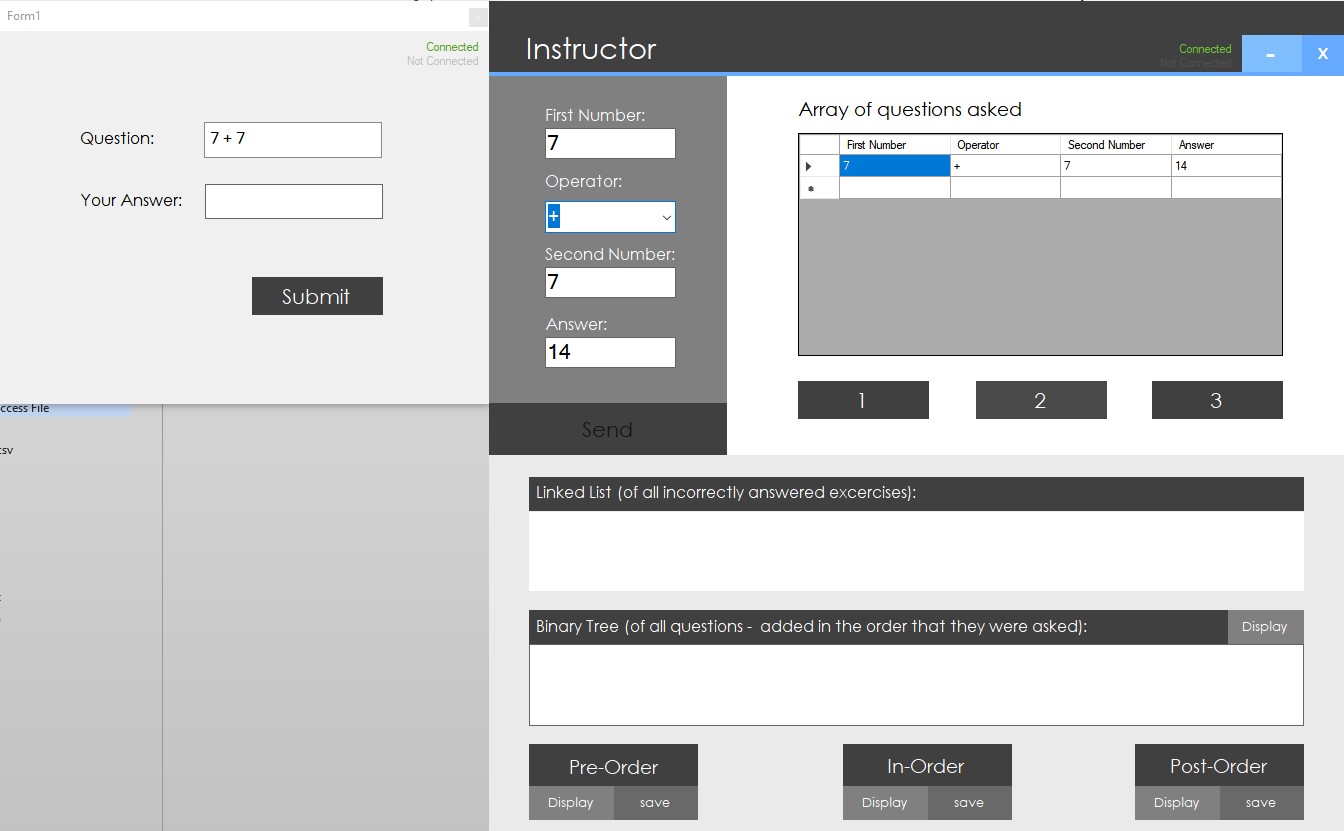 Form1
Connected
Not Connected
Question:
7 + 7
Your Answer:
Submit
ccess File
Instructor
Connected
Not Connected
-
X
First Number:
7
Operator:
+
Second Number:
7
Answer:
14
Send
Array of questions asked
First Number Operator Second Number Answer
7 + 7 14
1 2 3
Linked List (of all incorrectly answered excercises):
Binary Tree (of all questions - added in the order that they were asked):
Display
Pre-Order
Display save
In-Order
Display save
Post-Order
Display save